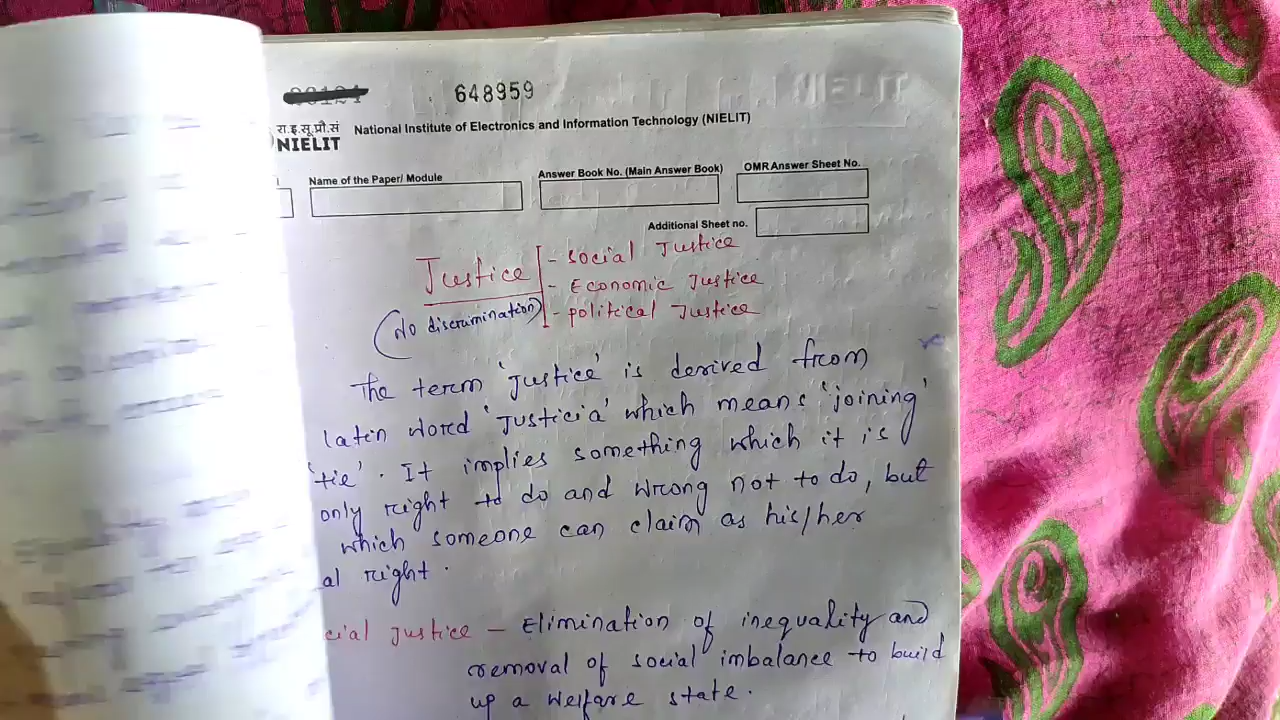 648959
रा.इ.सू.प्रौ.सं
NIELIT
National Institute of Electronics and Information Technology (NIELIT)
NIELIT
Name of the Paper/ Module
Answer Book No. (Main Answer Book)
OMR Answer Sheet No.
Additional Sheet no.
Justice - social Justice
- Economic Justice
(No discrimination) - political Justice
The term 'Justice' is derived from
latin word 'Justicia' which means 'joining'
'tie'. It implies something which it is
only right to do and wrong not to do, but
which someone can claim as his/her
al right.
cial Justice – Elimination of inequality and
removal of social imbalance to build
up a welfare state.